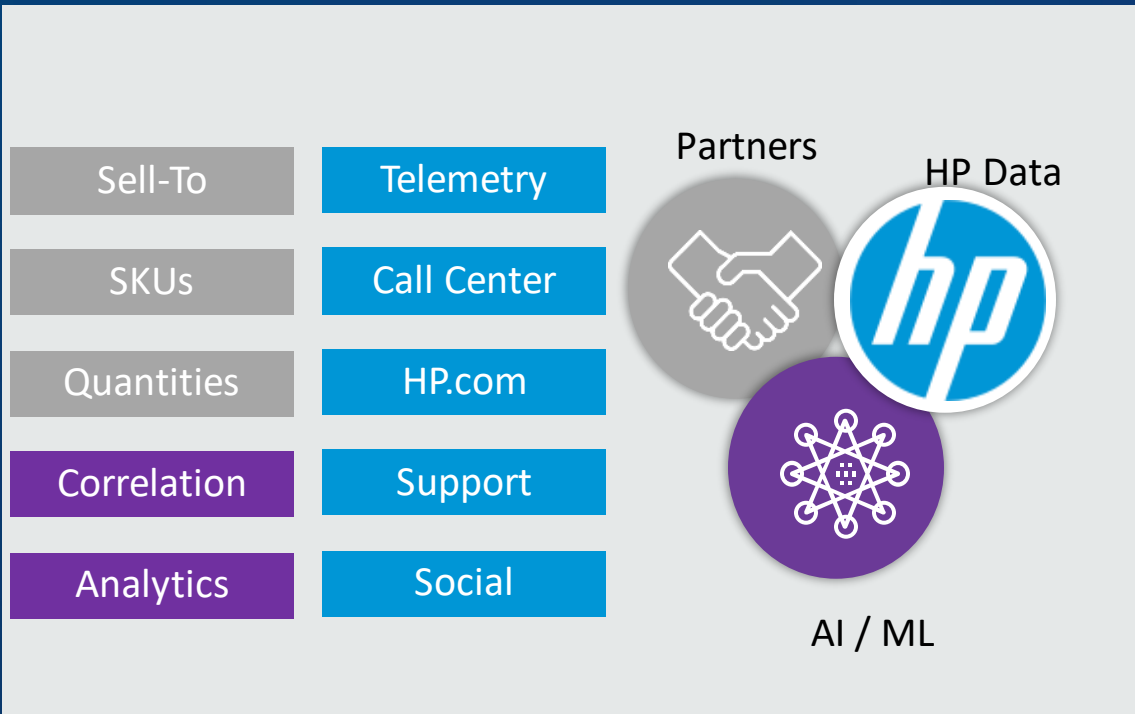 Sell-To
SKUs
Quantities
Correlation
Analytics
Telemetry
Call Center
HP.com
Support
Social
Partners
HP Data
hp
AI / ML